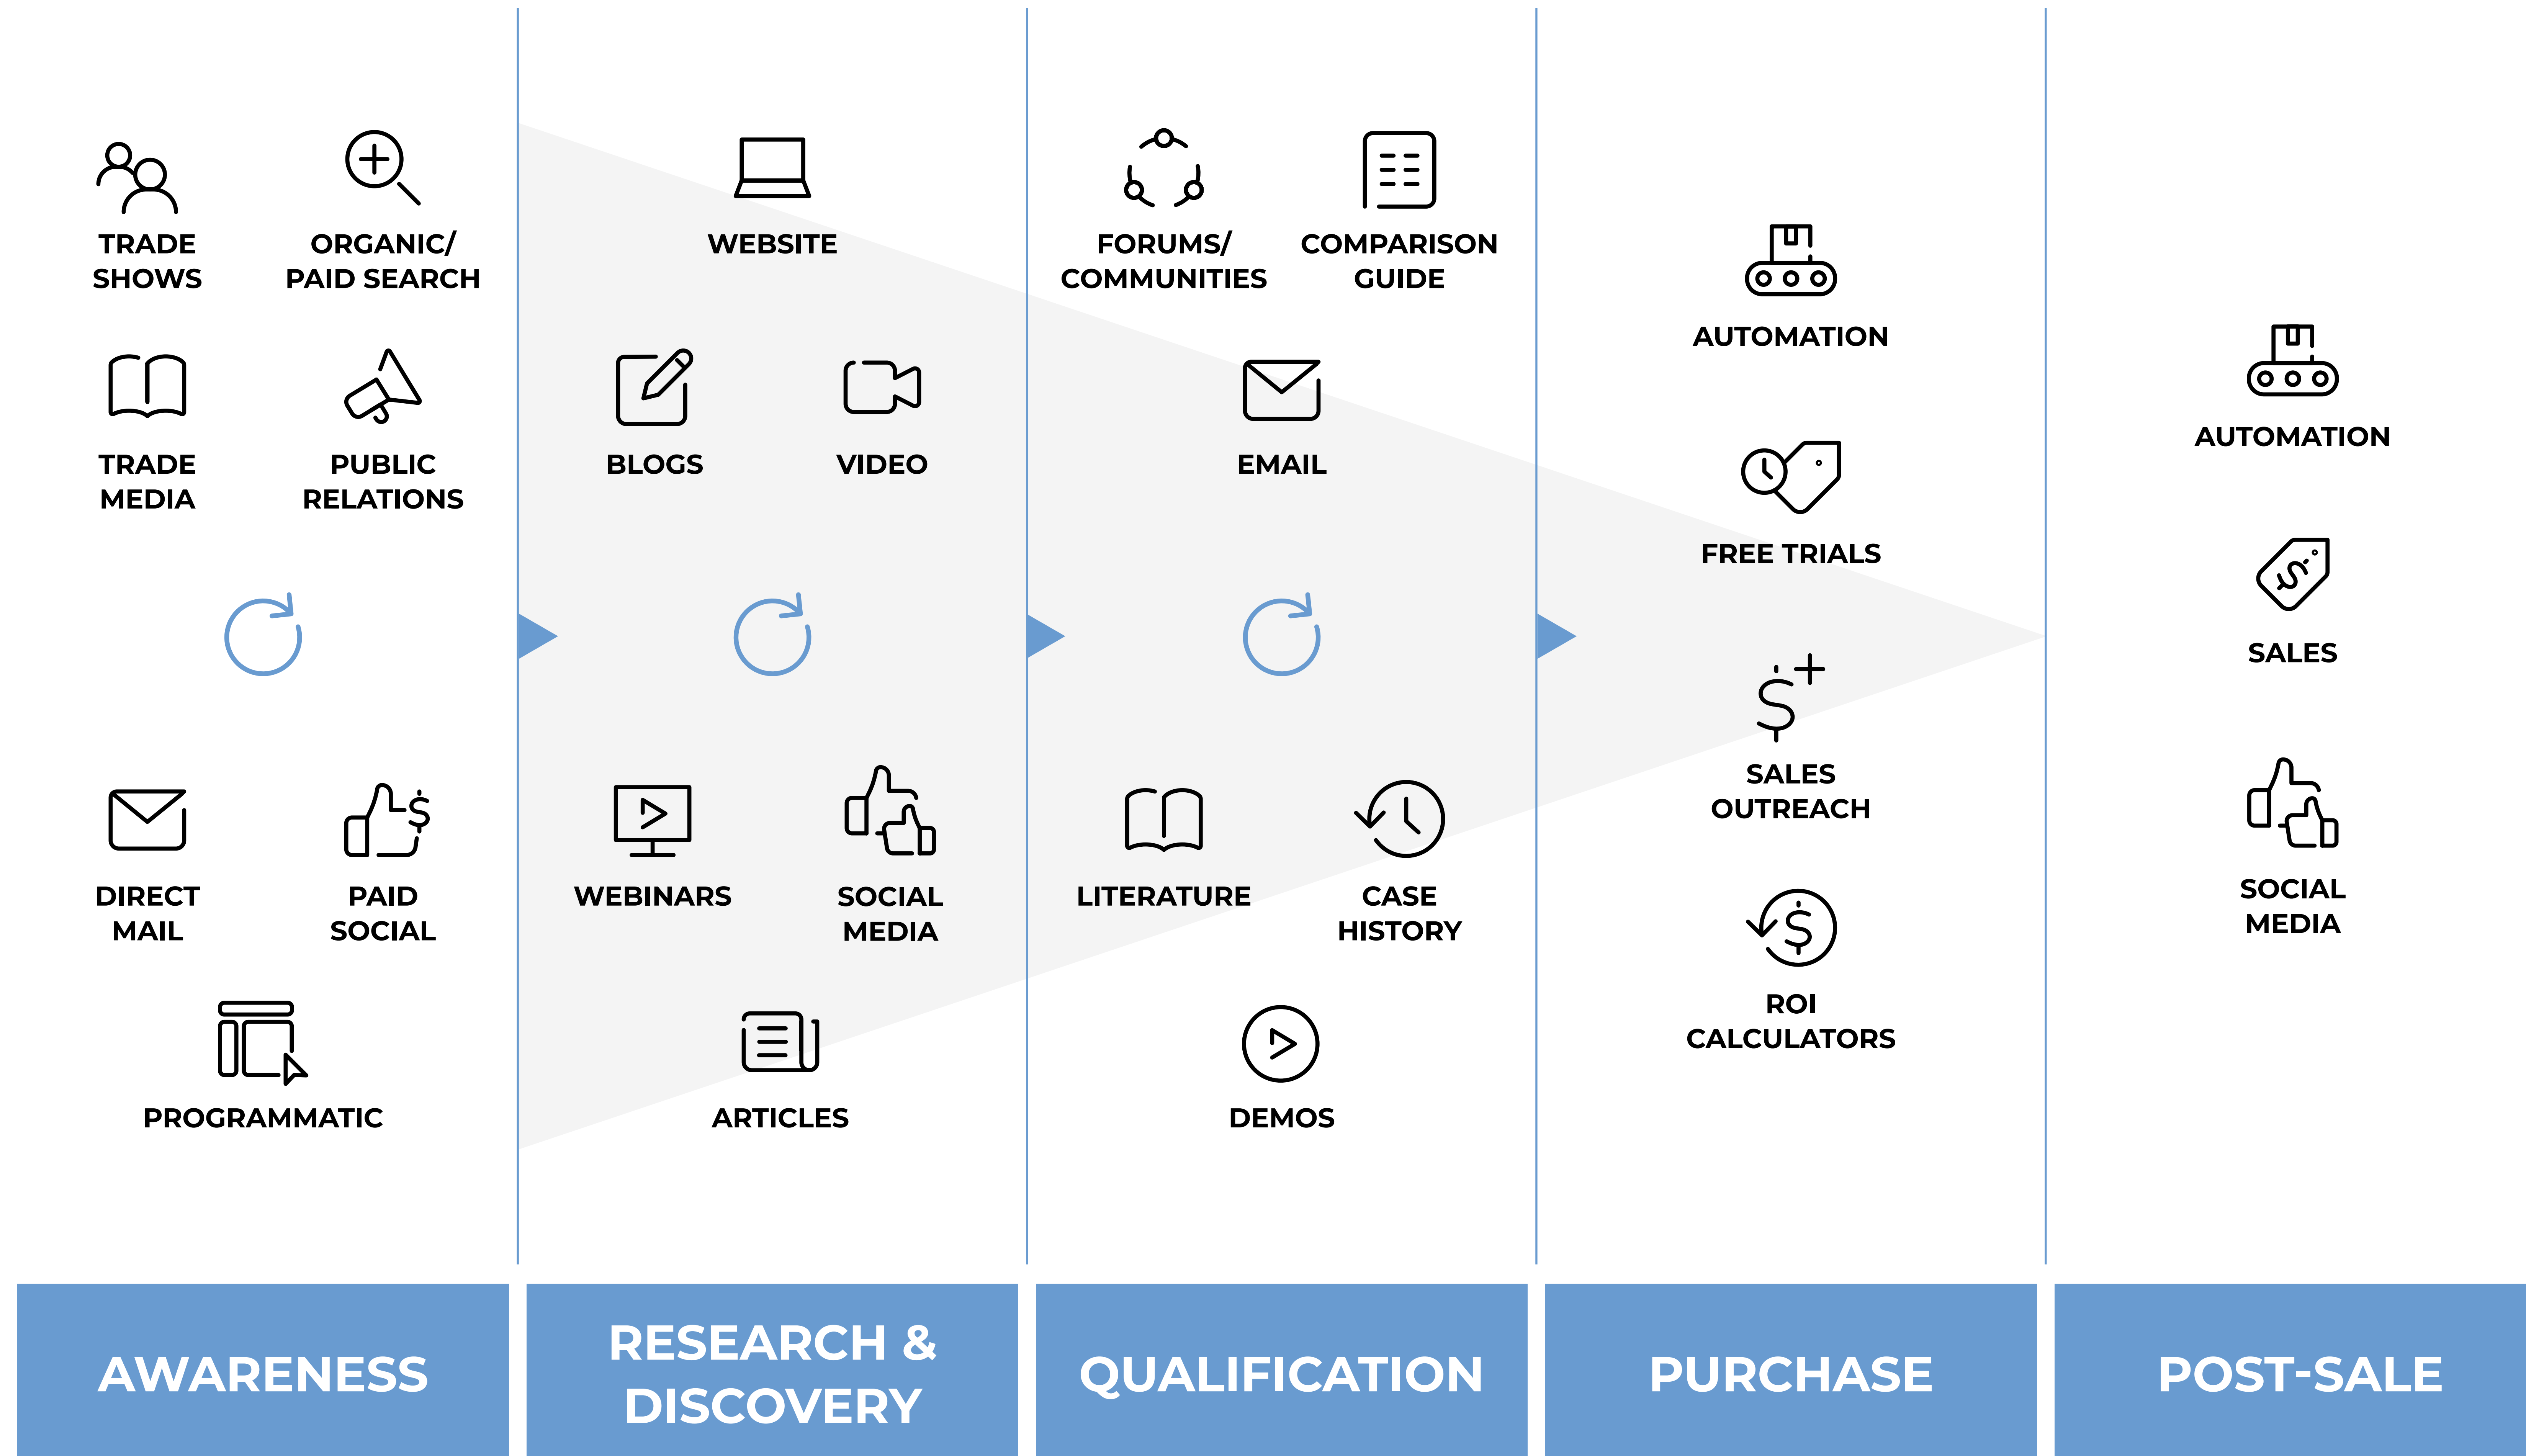 TRADE
SHOWS
ORGANIC/
PAID SEARCH
TRADE
MEDIA
PUBLIC
RELATIONS
DIRECT
MAIL
PAID
SOCIAL
PROGRAMMATIC
AWARENESS
WEBSITE
BLOGS
VIDEO
WEBINARS
SOCIAL
MEDIA
ARTICLES
RESEARCH &
DISCOVERY
FORUMS/
COMMUNITIES
COMPARISON
GUIDE
EMAIL
LITERATURE
CASE
HISTORY
DEMOS
QUALIFICATION
AUTOMATION
FREE TRIALS
SALES
OUTREACH
ROI
CALCULATORS
PURCHASE
AUTOMATION
SALES
SOCIAL
MEDIA
POST-SALE